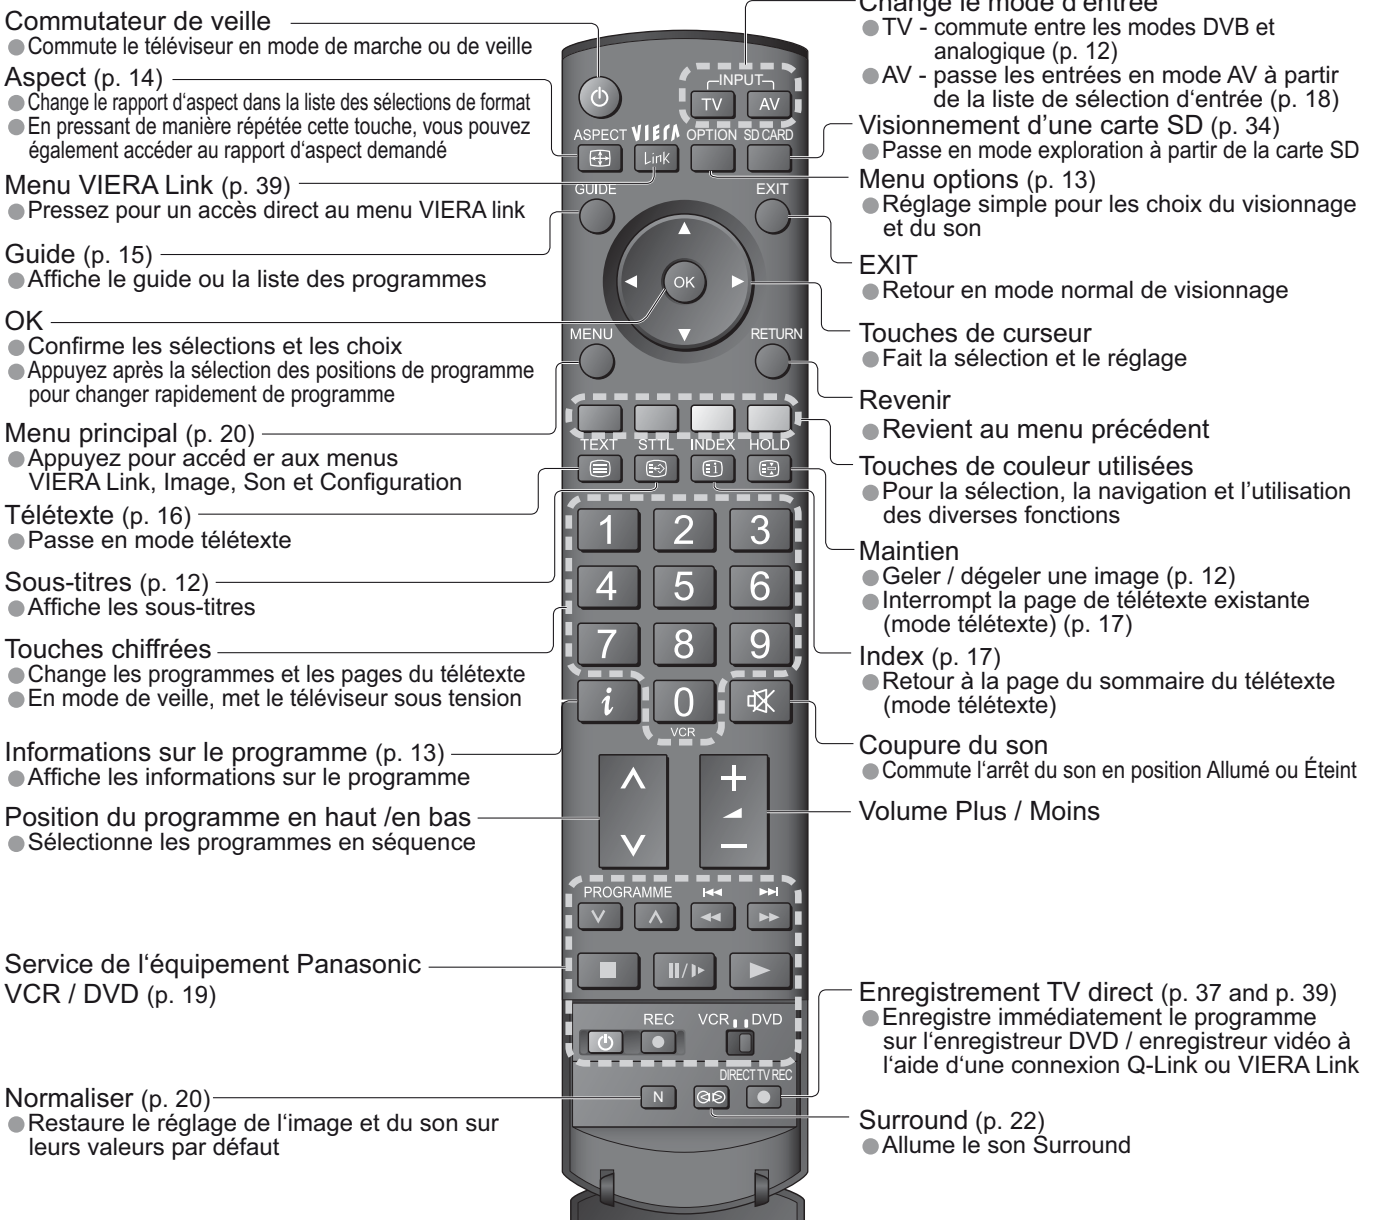 Commutateur de veille
●Commute le téléviseur en mode de marche ou de veille
Aspect (p. 14)
●Change le rapport d‘aspect dans la liste des sélections de format
●En pressant de manière répétée cette touche, vous pouvez
également accéder au rapport d‘aspect demandé
Menu VIERA Link (p. 39)
●Pressez pour un accès direct au menu VIERA link
Guide (p. 15)
●Affiche le guide ou la liste des programmes
OK
●Confirme les sélections et les choix
●Appuyez après la sélection des positions de programme
pour changer rapidement de programme
Menu principal (p. 20)
●Appuyez pour accéd er aux menus
VIERA Link, Image, Son et Configuration
Télétexte (p. 16)
●Passe en mode télétexte
Sous-titres (p. 12)
●Affiche les sous-titres
Touches chiffrées
●Change les programmes et les pages du télétexte
●En mode de veille, met le téléviseur sous tension
Informations sur le programme (p. 13)
●Affiche les informations sur le programme
Position du programme en haut /en bas
●Sélectionne les programmes en séquence
Service de l‘équipement Panasonic
VCR / DVD (p. 19)
Normaliser (p. 20)
●Restaure le réglage de l‘image et du son sur
leurs valeurs par défaut
INPUT
TV AV
ASPECT VIERA OPTION SD CARD
Link
GUIDE EXIT
OK
MENU RETURN
TEXT STTL INDEX HOLD
1 2 3
4 5 6
7 8 9
i 0
VCR
PROGRAMME
REC VCR DVD
DIRECT TV REC
N
Change le mode d‘entrée
●TV - commute entre les modes DVB et
analogique (p. 12)
●AV - passe les entrées en mode AV à partir
de la liste de sélection d‘entrée (p. 18)
Visionnement d’une carte SD (p. 34)
●Passe en mode exploration à partir de la carte SD
Menu options (p. 13)
●Réglage simple pour les choix du visionnage
et du son
EXIT
●Retour en mode normal de visionnage
Touches de curseur
●Fait la sélection et le réglage
Revenir
●Revient au menu précédent
Touches de couleur utilisées
●Pour la sélection, la navigation et l’utilisation
des diverses fonctions
Maintien
●Geler / dégeler une image (p. 12)
●Interrompt la page de télétexte existante
(mode télétexte) (p. 17)
Index (p. 17)
●Retour à la page du sommaire du télétexte
(mode télétexte)
Coupure du son
●Commute l‘arrêt du son en position Allumé ou Éteint
Volume Plus / Moins
Enregistrement TV direct (p. 37 and p. 39)
●Enregistre immédiatement le programme
sur l‘enregistreur DVD / enregistreur vidéo à
l‘aide d‘une connexion Q-Link ou VIERA Link
Surround (p. 22)
●Allume le son Surround